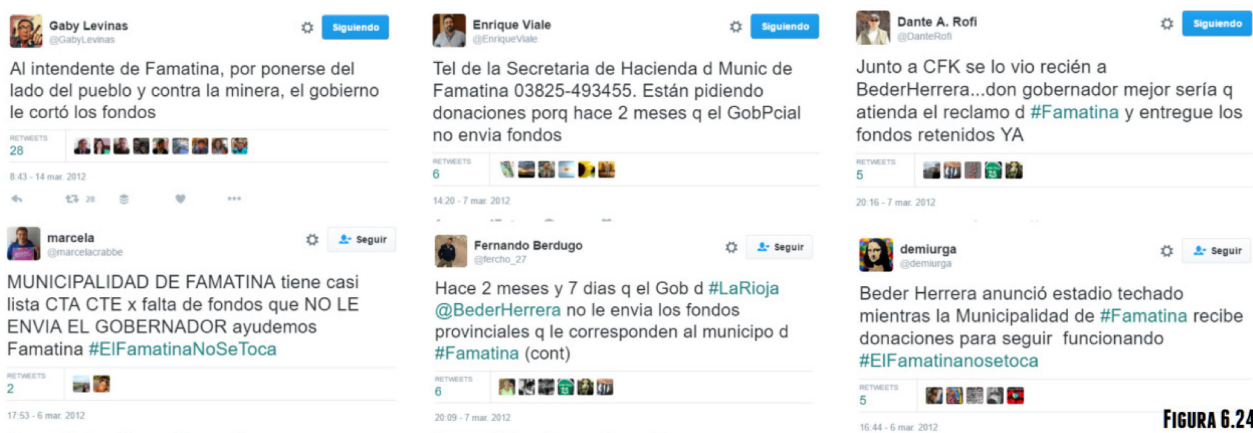 Gaby Levinas
@GabyLevinas
Siguiendo
Al intendente de Famatina, por ponerse del
lado del pueblo y contra la minera, el gobierno
le cortó los fondos
RETWEETS
28
8:43 - 14 mar. 2012
28
Enrique Viale
@EnriqueViale
Siguiendo
Tel de la Secretaria de Hacienda d Munic de
Famatina 03825-493455. Están pidiendo
donaciones porq hace 2 meses q el GobPcial
no envia fondos
RETWEETS
6
14:20 - 7 mar. 2012
Dante A. Rofi
@DanteRofi
Siguiendo
Junto a CFK se lo vio recién a
BederHerrera...don gobernador mejor sería q
atienda el reclamo d #Famatina y entregue los
fondos retenidos YA
RETWEETS
5
20:16 - 7 mar. 2012
marcela
@marcelacrabbe
Seguir
MUNICIPALIDAD DE FAMATINA tiene casi
lista CTA CTE x falta de fondos que NO LE
ENVIA EL GOBERNADOR ayudemos
Famatina #ElFamatinaNoSeToca
RETWEETS
2
17:53 - 6 mar. 2012
Fernando Berdugo
@fercho_27
Seguir
Hace 2 meses y 7 dias q el Gob d #LaRioja
@BederHerrera no le envia los fondos
provinciales q le corresponden al municipo d
#Famatina (cont)
RETWEETS
6
20:09 - 7 mar. 2012
demiurga
@demiurga
Seguir
Beder Herrera anunció estadio techado
mientras la Municipalidad de #Famatina recibe
donaciones para seguir funcionando
#ElFamatinanosetoca
RETWEETS
5
16:44 - 6 mar. 2012
FIGURA 6.24